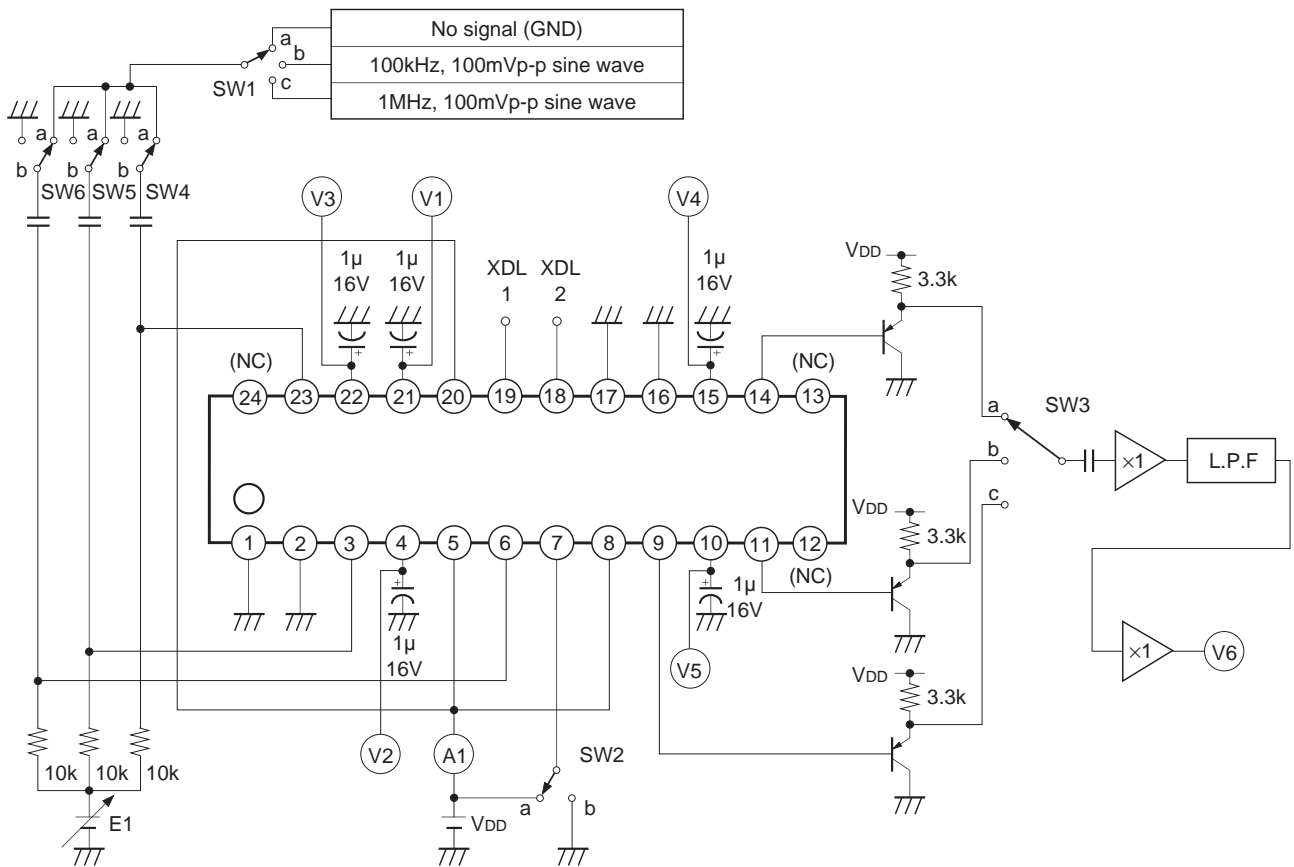 No signal (GND)
100kHz, 100mVp-p sine wave
1MHz, 100mVp-p sine wave
a
b
c
SW1
a
a
a
b
b
b
SW6
SW5
SW4
V3
V1
V4
1µ
16V
1µ
16V
XDL
1
XDL
2
1µ
16V
VDD
3.3k
+
+
+
(NC)
(NC)
24
23
22
21
20
19
18
17
16
15
14
13
a
SW3
b
c
×1
L.P.F
VDD
3.3k
1
2
3
4
5
6
7
8
9
10
11
12
(NC)
+
1µ
16V
+
1µ
16V
V5
×1
V6
VDD
3.3k
V2
A1
SW2
a
b
10k
10k
10k
E1
VDD